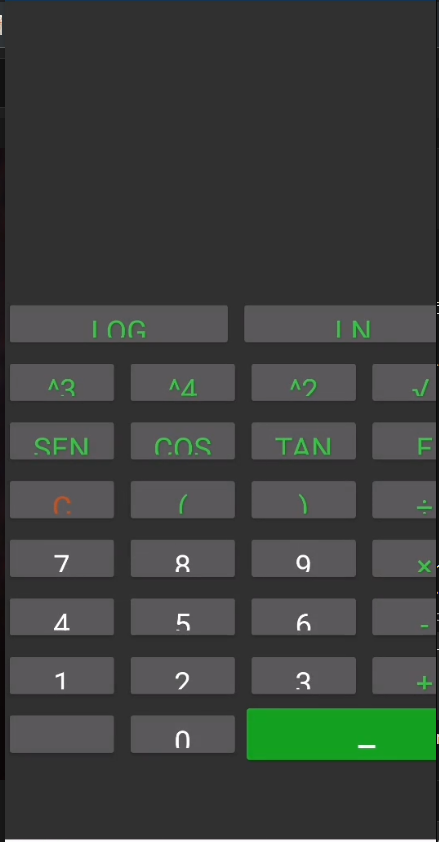 LOG LN
^3 ^4 ^2 √
SEN COS TAN E
C ( ) ÷
7 8 9 ×
4 5 6 -
1 2 3 +
0